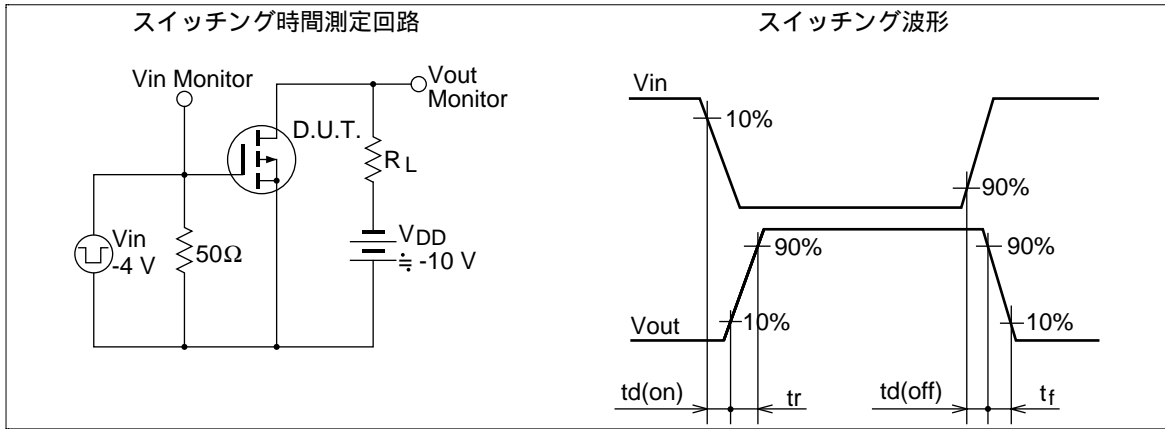 スイッチング時間測定回路
Vin Monitor
Vout
Monitor
D.U.T.
RL
Vin
-4 V
50Ω
VDD
≒ -10 V
スイッチング波形
Vin
10%
90%
90%
90%
Vout
10%
10%
td(on)
tr
td(off)
tf